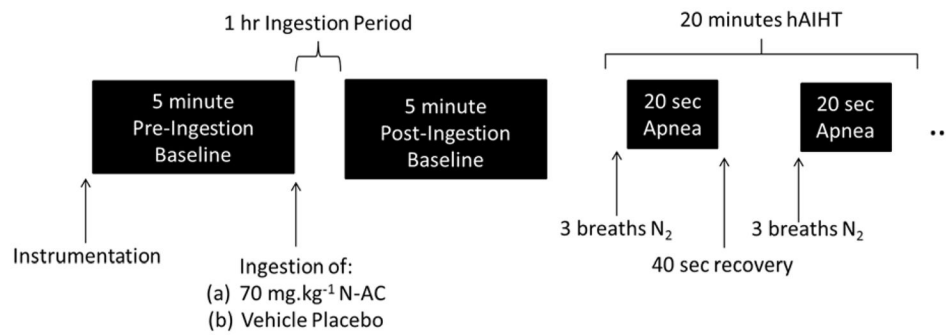 1 hr Ingestion Period
20 minutes hAIHT
5 minute
Pre-Ingestion
Baseline
5 minute
Post-Ingestion
Baseline
20 sec
Apnea
20 sec
Apnea
..
Instrumentation
Ingestion of:
(a) 70 mg.kg⁻¹ N-AC
(b) Vehicle Placebo
3 breaths N₂
40 sec recovery
3 breaths N₂